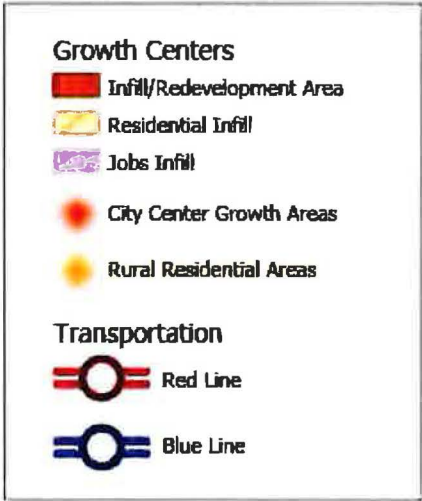 Growth Centers
Infill/Redevelopment Area
Residential Infill
Jobs Infill
City Center Growth Areas
Rural Residential Areas
Transportation
Red Line
Blue Line